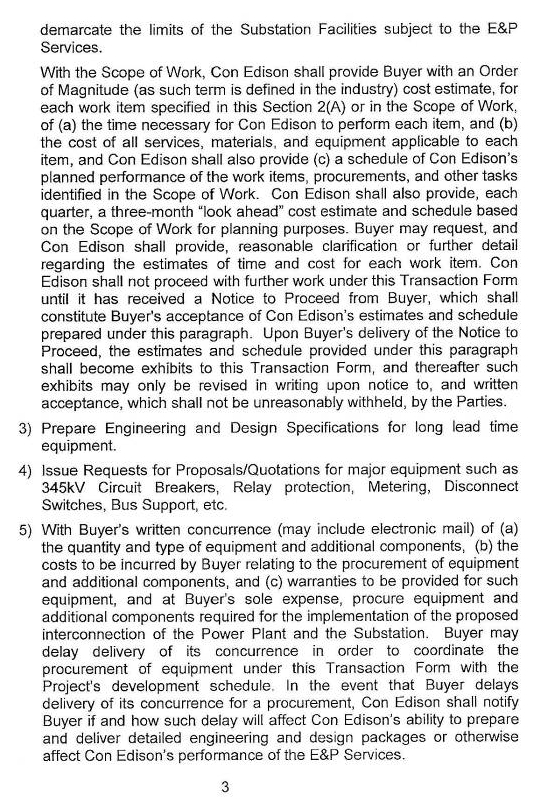 demarcate the limits of the Substation Facilities subject to the E&P
Services.
With the Scope of Work, Con Edison shall provide Buyer with an Order
of Magnitude (as such term is defined in the industry) cost estimate, for
each work item specified in this Section 2(A) or in the Scope of Work,
of (a) the time necessary for Con Edison to perform each item, and (b)
the cost of all services, materials, and equipment applicable to each
item, and Con Edison shall also provide (c) a schedule of Con Edison's
planned performance of the work items, procurements, and other tasks
identified in the Scope of Work.  Con Edison shall also provide, each
quarter, a three-month "look ahead" cost estimate and schedule based
on the Scope of Work for planning purposes. Buyer may request, and
Con Edison shall provide, reasonable clarification or further detail
regarding the estimates of time and cost for each work item. Con
Edison shall not proceed with further work under this Transaction Form
until it has received a Notice to Proceed from Buyer, which shall
constitute Buyer's acceptance of Con Edison's estimates and schedule
prepared under this paragraph.  Upon Buyer's delivery of the Notice to
Proceed, the estimates and schedule provided under this paragraph
shall become exhibits to this Transaction Form, and thereafter such
exhibits may only be revised in writing upon notice to, and written
acceptance, which shall not be unreasonably withheld, by the Parties.
3) Prepare Engineering and Design Specifications for long lead time
equipment.
4) Issue Requests for Proposals/Quotations for major equipment such as
345kV Circuit Breakers, Relay protection, Metering, Disconnect
Switches, Bus Support, etc.
5) With Buyer's written concurrence (may include electronic mail) of (a)
the quantity and type of equipment and additional components, (b) the
costs to be incurred by Buyer relating to the procurement of equipment
and additional components, and (c) warranties to be provided for such
equipment, and at Buyer's sole expense, procure equipment and
additional components required for the implementation of the proposed
interconnection of the Power Plant and the Substation.  Buyer may
delay delivery of its concurrence in order to coordinate the
procurement of equipment under this Transaction Form with the
Project's development schedule. In the event that Buyer delays
delivery of its concurrence for a procurement, Con Edison shall notify
Buyer if and how such delay will affect Con Edison's ability to prepare
and deliver detailed engineering and design packages or otherwise
affect Con Edison's performance of the E&P Services.
3